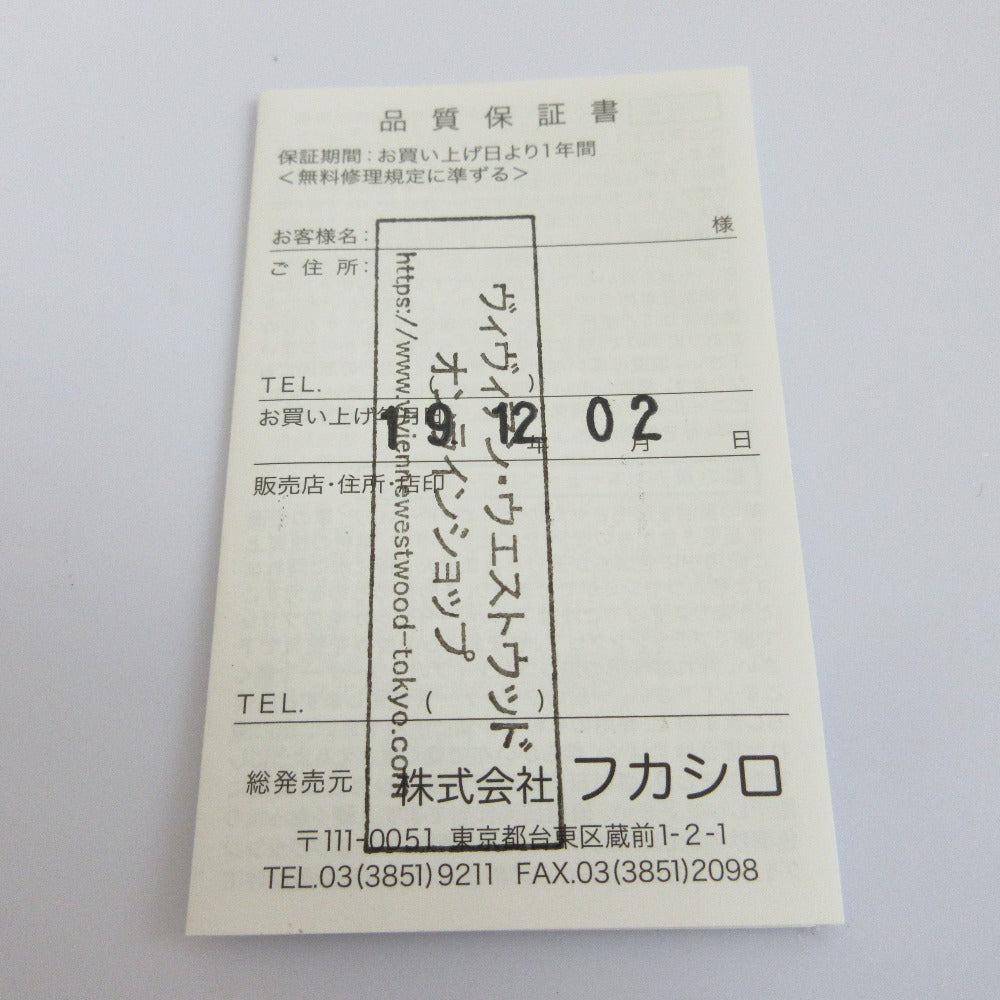 品質保証書
保証期間：お買い上げ日より1年間
＜無料修理規定に準ずる＞
お客様名： 様
ご住所：
TEL. ( )
お買い上げ年月日 年 月 日
19 12 02
販売店・住所・店印
TEL. ( )
ヴィヴィアン・ウエストウッド
オンラインショップ
https://www.viviennewestwood-tokyo.com
総発売元 株式会社 フカシロ
〒111-0051 東京都台東区蔵前1-2-1
TEL.03(3851)9211 FAX.03(3851)2098